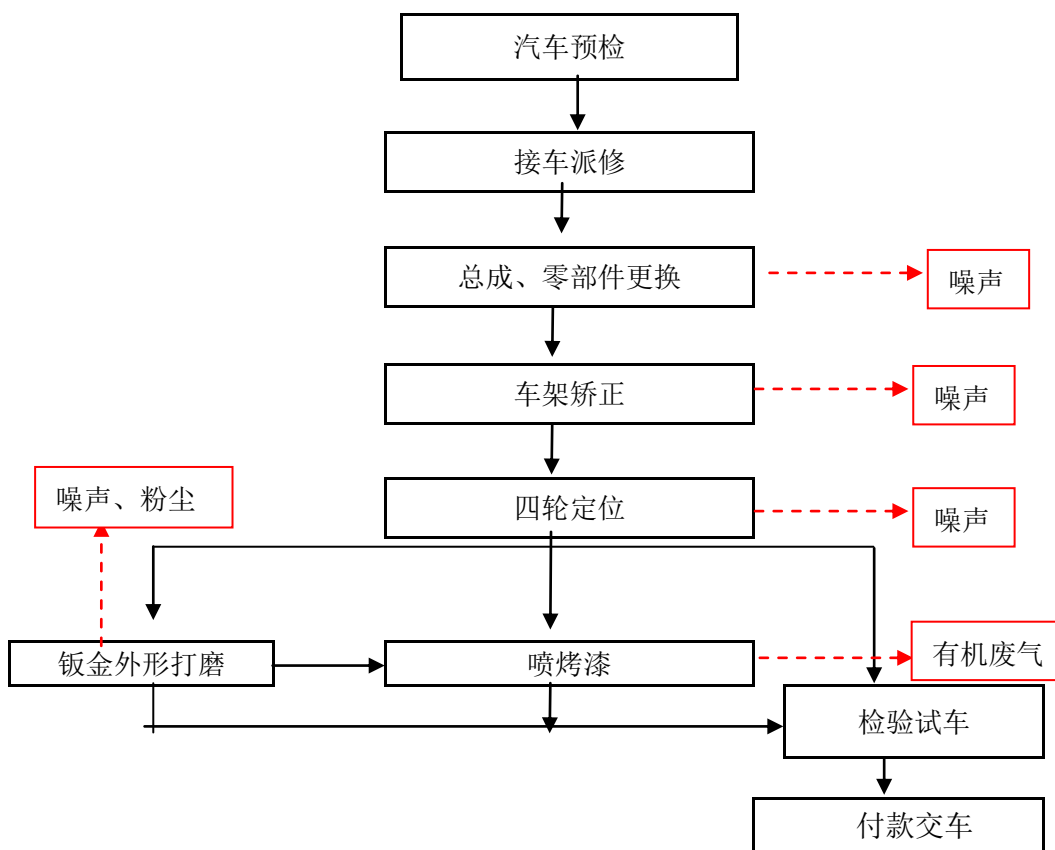 汽车预检
接车派修
总成、零部件更换
噪声
车架矫正
噪声
噪声、粉尘
四轮定位
噪声
钣金外形打磨
喷烤漆
有机废气
检验试车
付款交车